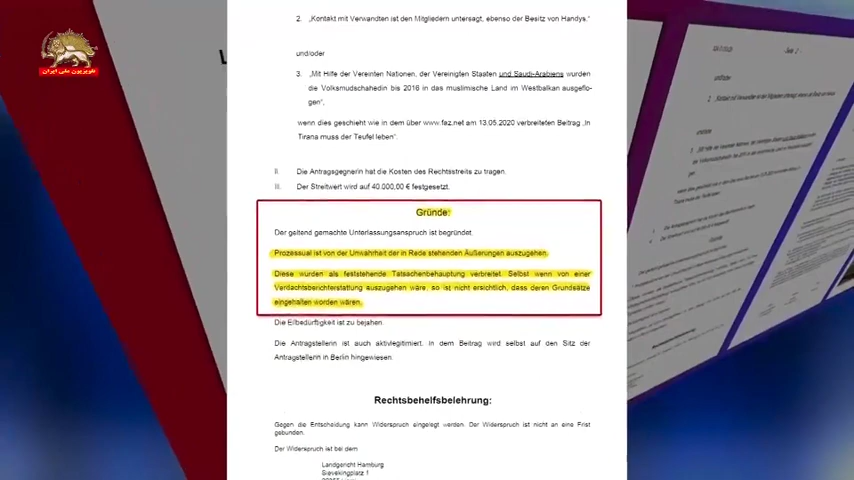 تلویزیون ملی ایران
2. „Kontakt mit Verwandten ist den Mitgliedern untersagt, ebenso der Besitz von Handys."
und/oder
3. „Mit Hilfe der Vereinten Nationen, der Vereinigten Staaten und Saudi-Arabiens wurden
die Volksmudschahedin bis 2016 in das muslimische Land im Westbalkan ausgeflo-
gen",
wenn dies geschieht wie in dem über www.faz.net am 13.05.2020 verbreiteten Beitrag „In
Tirana muss der Teufel leben".
II. Die Antragsgegnerin hat die Kosten des Rechtsstreits zu tragen.
III. Der Streitwert wird auf 40.000,00 € festgesetzt.
Gründe:
Der geltend gemachte Unterlassungsanspruch ist begründet.
Prozessual ist von der Unwahrheit der in Rede stehenden Äußerungen auszugehen.
Diese wurden als feststehende Tatsachenbehauptung verbreitet. Selbst wenn von einer
Verdachtsberichterstattung auszugehen wäre, so ist nicht ersichtlich, dass deren Grundsätze
eingehalten worden wären.
Die Eilbedürftigkeit ist zu bejahen.
Die Antragstellerin ist auch aktivlegitimiert. In dem Beitrag wird selbst auf den Sitz der
Antragstellerin in Berlin hingewiesen.
Rechtsbehelfsbelehrung:
Gegen die Entscheidung kann Widerspruch eingelegt werden. Der Widerspruch ist nicht an eine Frist
gebunden.
Der Widerspruch ist bei dem
Landgericht Hamburg
Sievekingplatz 1